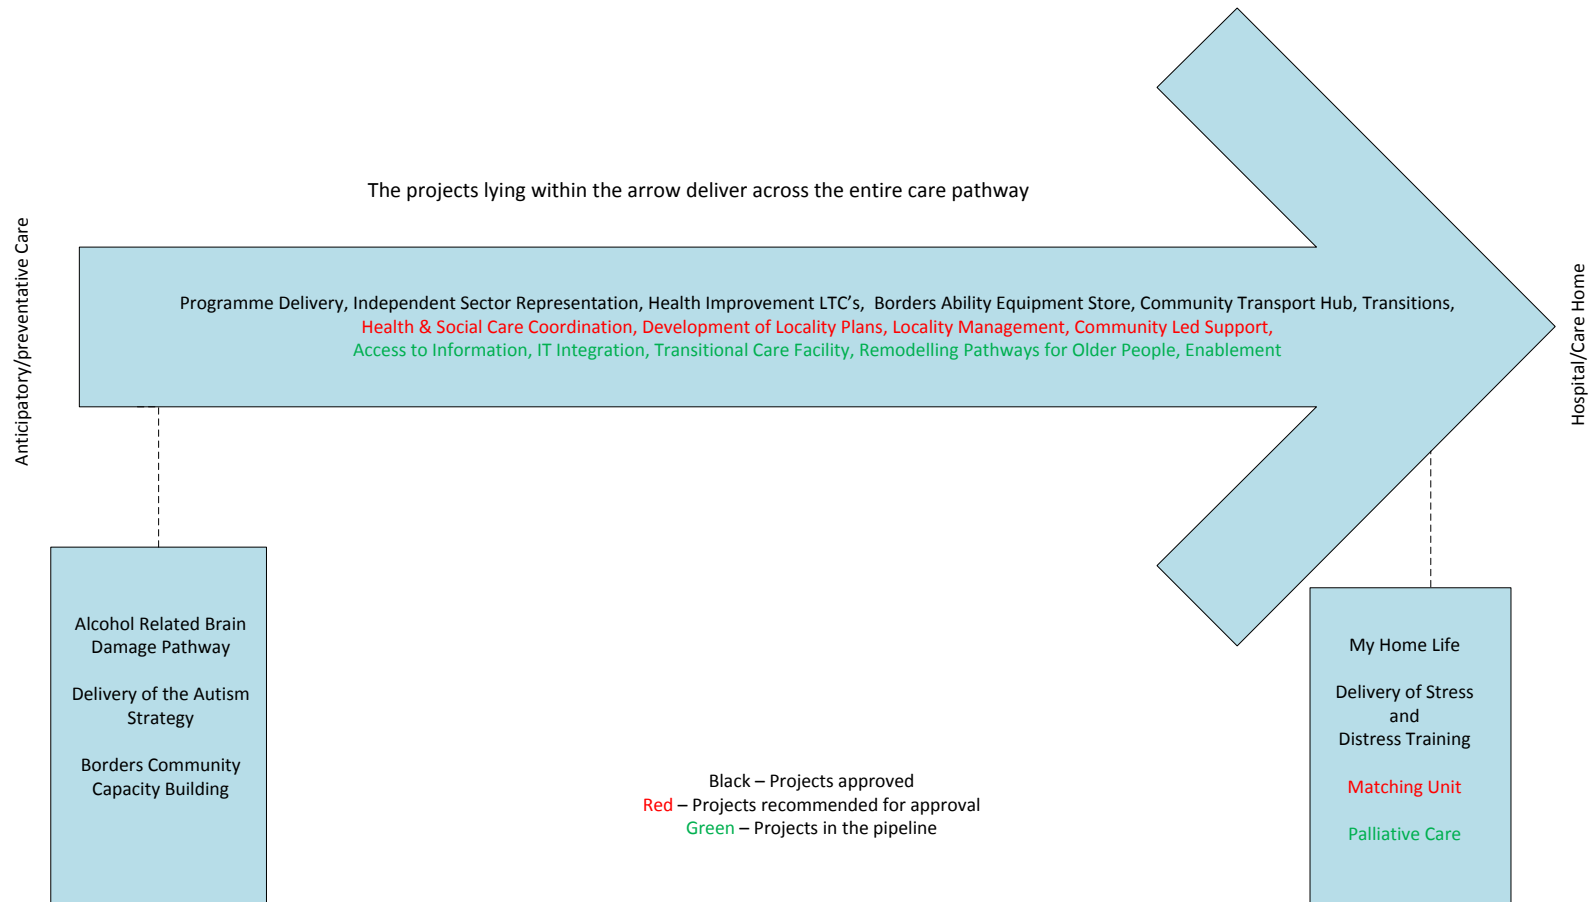 The projects lying within the arrow deliver across the entire care pathway
Anticipatory/preventative Care
Programme Delivery, Independent Sector Representation, Health Improvement LTC’s, Borders Ability Equipment Store, Community Transport Hub, Transitions,
Health & Social Care Coordination, Development of Locality Plans, Locality Management, Community Led Support,
Access to Information, IT Integration, Transitional Care Facility, Remodelling Pathways for Older People, Enablement
Hospital/Care Home
Alcohol Related Brain
Damage Pathway
Delivery of the Autism
Strategy
Borders Community
Capacity Building
Black – Projects approved
Red – Projects recommended for approval
Green – Projects in the pipeline
My Home Life
Delivery of Stress
and
Distress Training
Matching Unit
Palliative Care